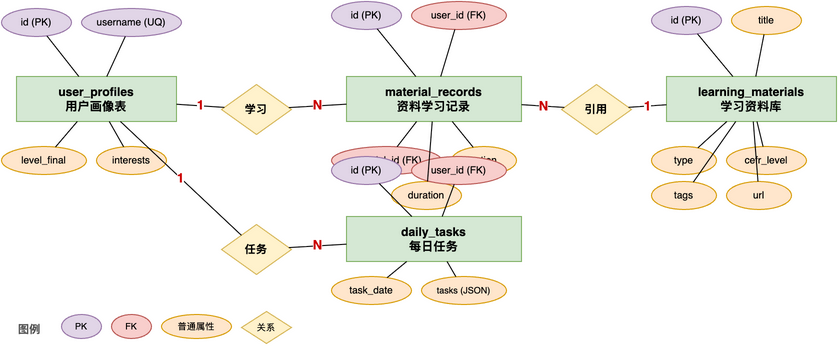 id (PK)
username (UQ)
id (PK)
user_id (FK)
id (PK)
title
user_profiles
用户画像表
1
学习
N
material_records
资料学习记录
N
引用
1
learning_materials
学习资料库
level_final
interests
_id (FK)
type
cefr_level
id (PK)
user_id (FK)
1
duration
tags
url
任务
N
daily_tasks
每日任务
task_date
tasks (JSON)
图例
PK
FK
普通属性
关系